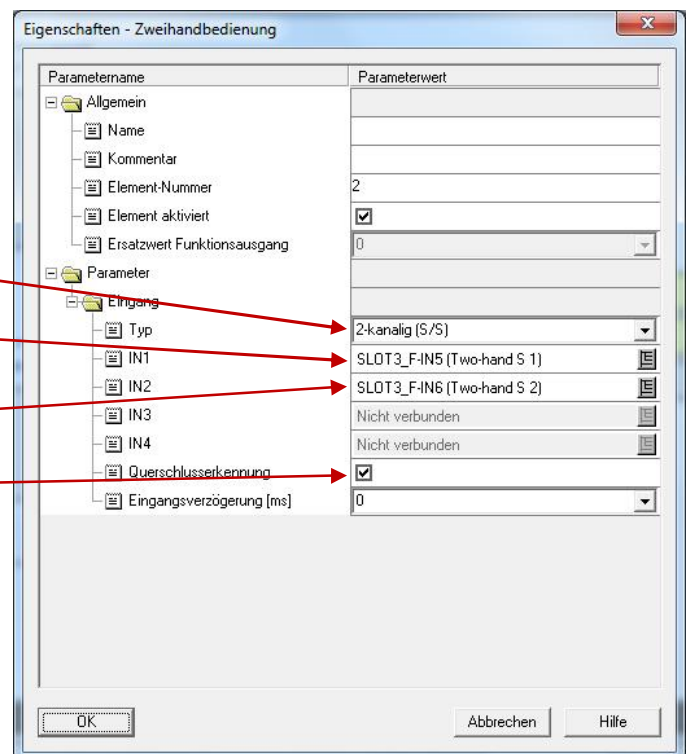 Eigenschaften - Zweihandbedienung
Parametername Parameterwert
Allgemein
Name
Kommentar
Element-Nummer 2
Element aktiviert
Ersatzwert Funktionsausgang 0
Parameter
Eingang
Typ 2-kanalig (S/S)
IN1 SLOT3_F-IN5 (Two-hand S 1)
IN2 SLOT3_F-IN6 (Two-hand S 2)
IN3 Nicht verbunden
IN4 Nicht verbunden
Querschlusserkennung
Eingangsverzögerung [ms] 0
OK Abbrechen Hilfe